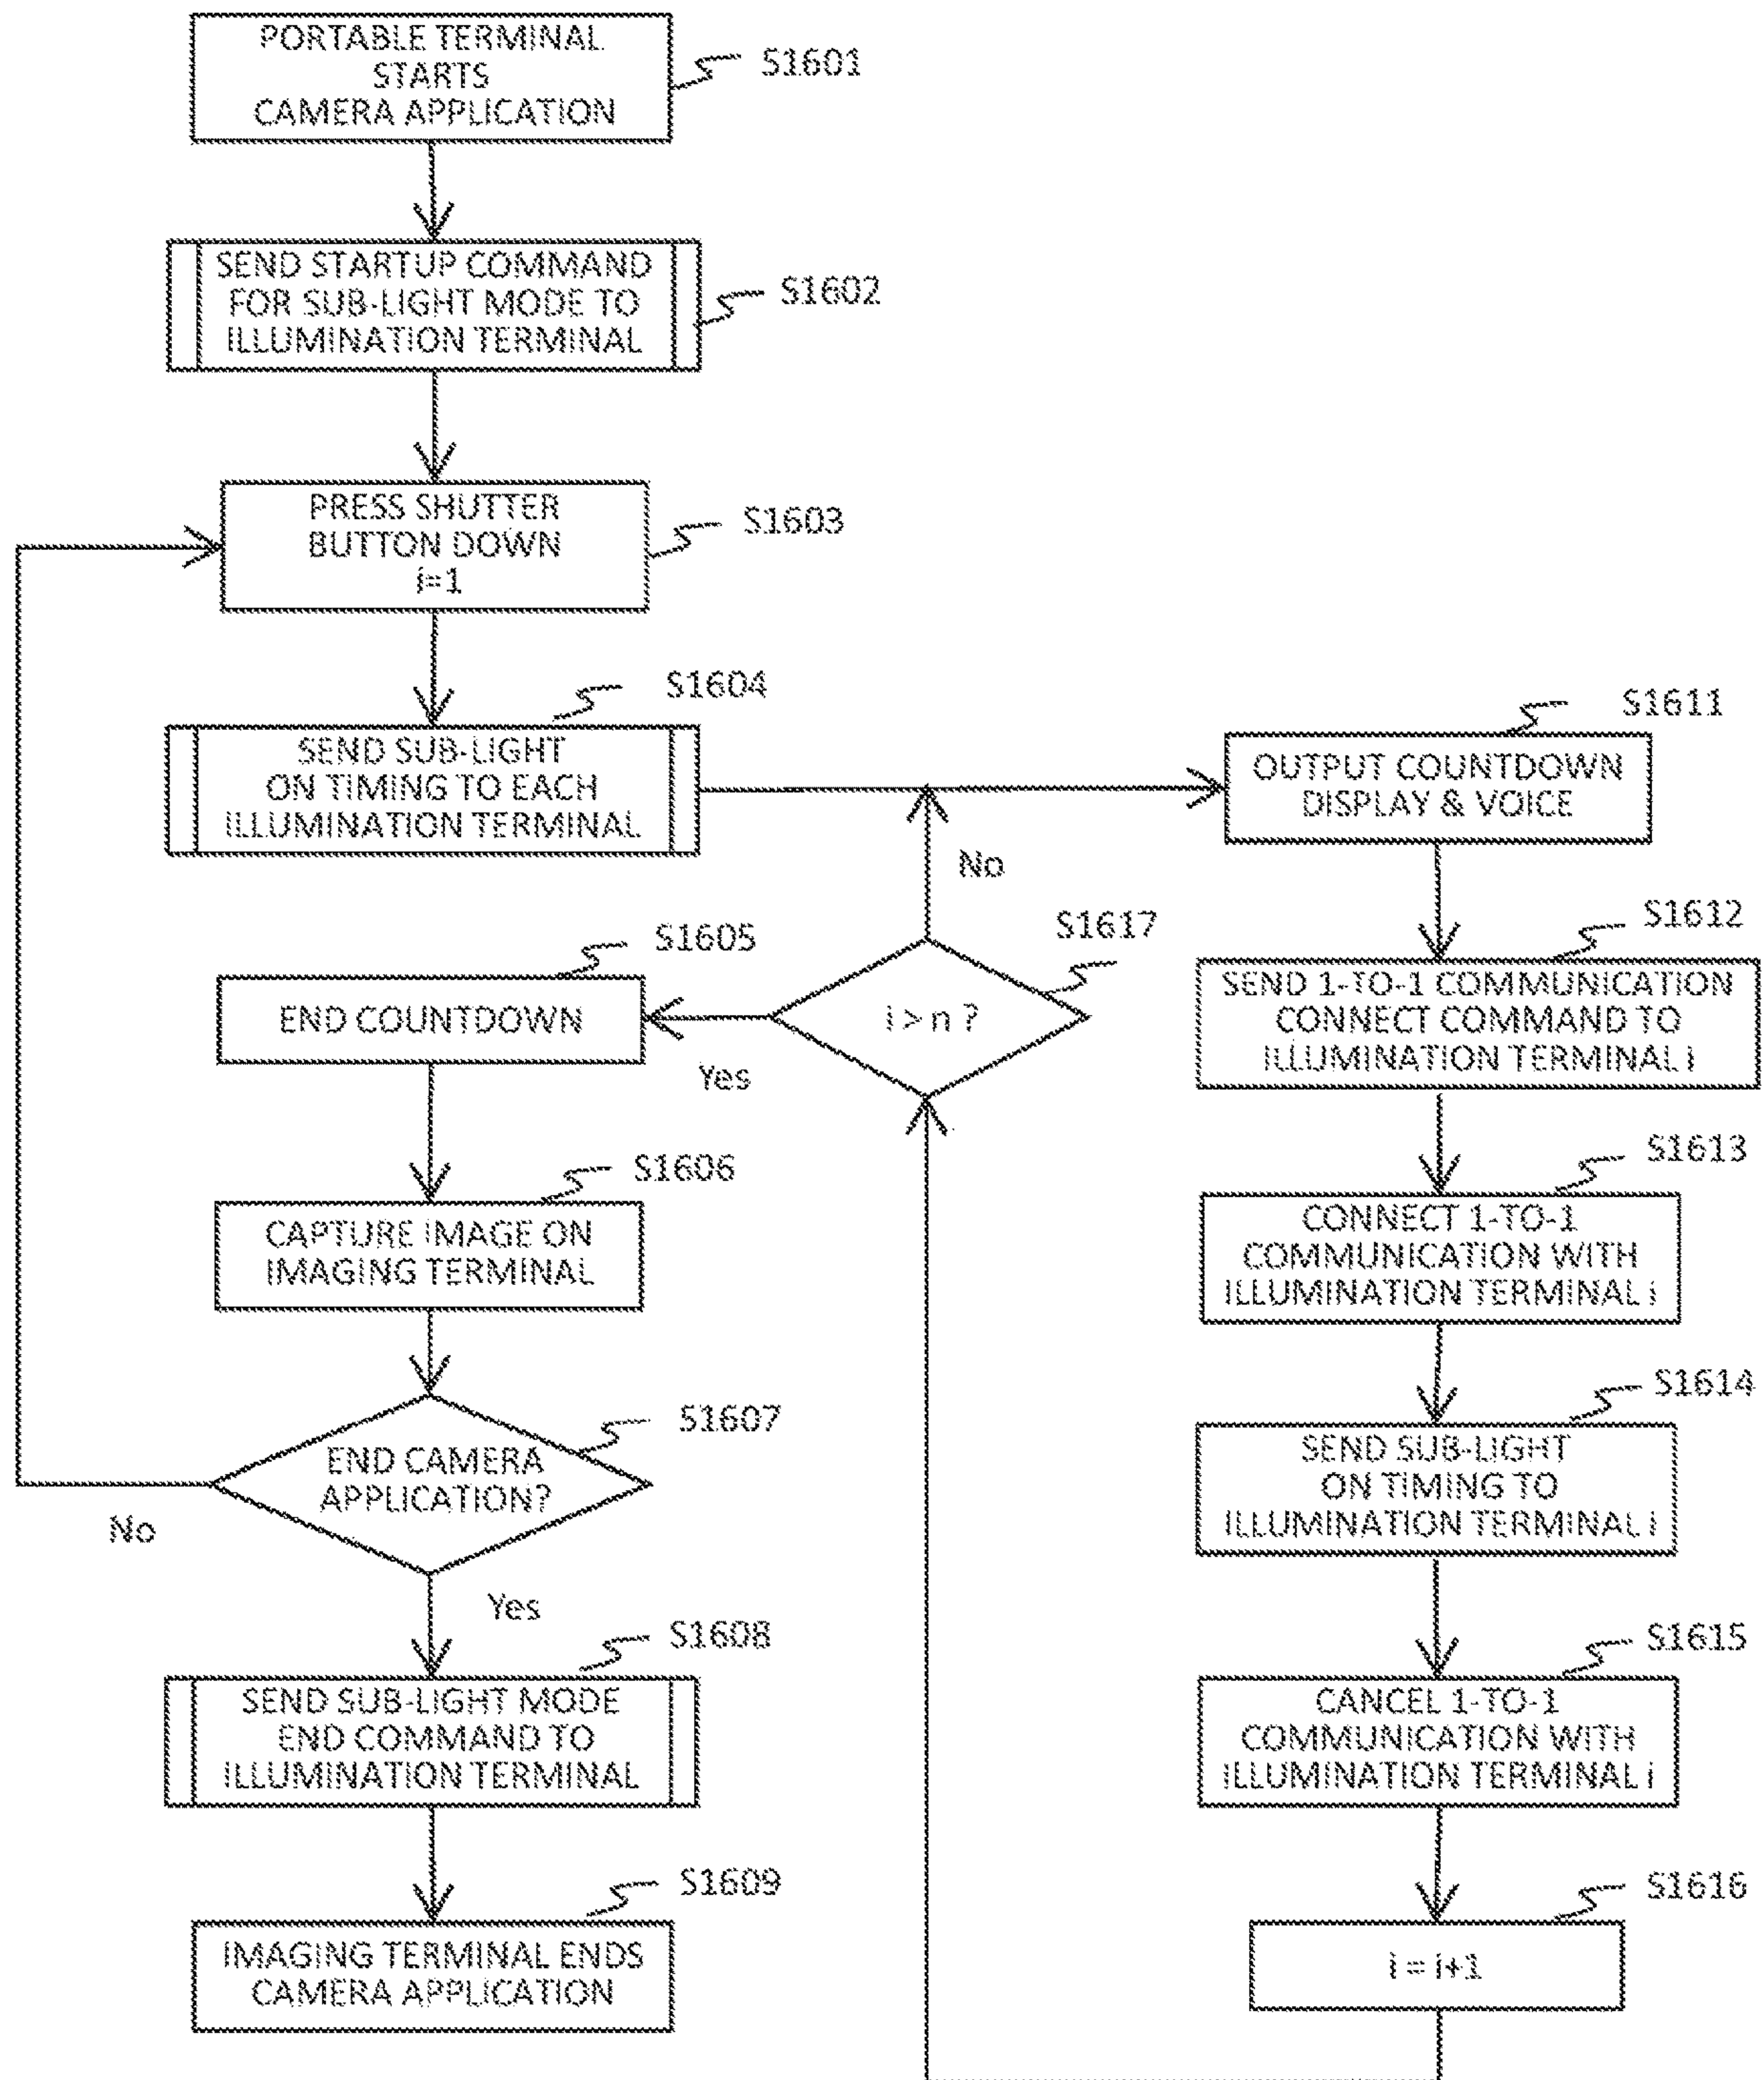 PORTABLE TERMINAL
STARTS
CAMERA APPLICATION
S1601
SEND STARTUP COMMAND
FOR SUB-LIGHT MODE TO
ILLUMINATION TERMINAL
S1602
PRESS SHUTTER
BUTTON DOWN
i=1
S1603
S1604
SEND SUB-LIGHT
ON TIMING TO EACH
ILLUMINATION TERMINAL
S1605
END COUNTDOWN
S1606
CAPTURE IMAGE ON
IMAGING TERMINAL
S1607
END CAMERA
APPLICATION?
No
Yes
S1608
SEND SUB-LIGHT MODE
END COMMAND TO
ILLUMINATION TERMINAL
S1609
IMAGING TERMINAL ENDS
CAMERA APPLICATION
S1611
OUTPUT COUNTDOWN
DISPLAY & VOICE
S1612
SEND 1-TO-1 COMMUNICATION
CONNECT COMMAND TO
ILLUMINATION TERMINAL i
S1613
CONNECT 1-TO-1
COMMUNICATION WITH
ILLUMINATION TERMINAL i
S1614
SEND SUB-LIGHT
ON TIMING TO
ILLUMINATION TERMINAL i
S1615
CANCEL 1-TO-1
COMMUNICATION WITH
ILLUMINATION TERMINAL i
S1616
i = i+1
S1617
i > n ?
No
Yes